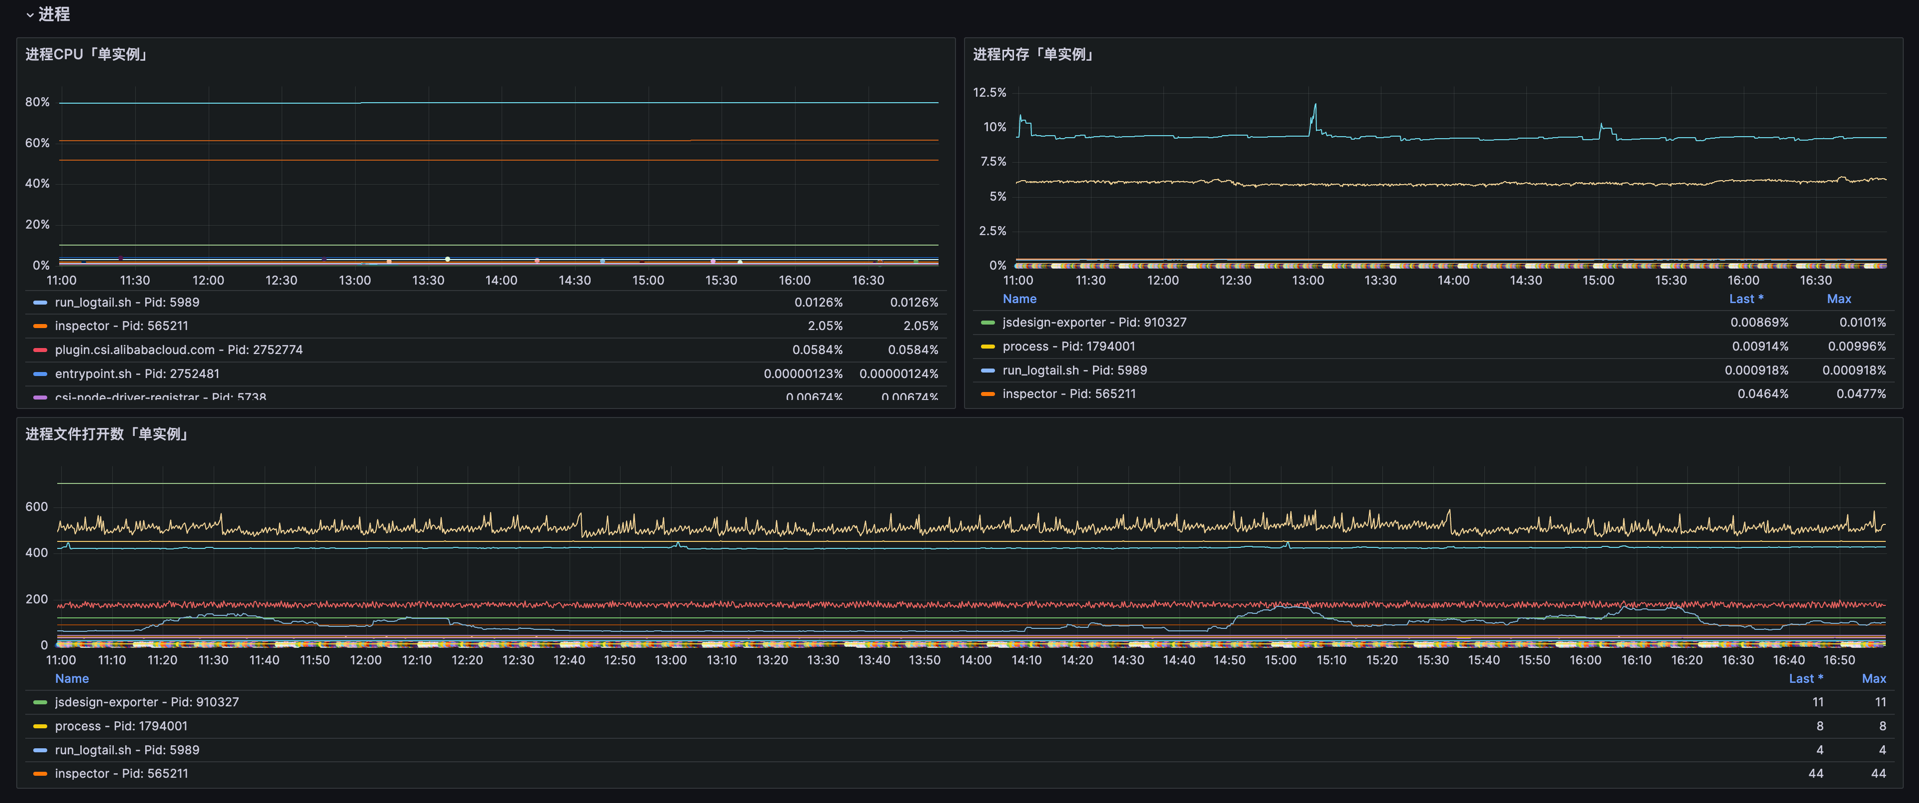 进程
进程CPU「单实例」
80%
60%
40%
20%
0%
11:00 11:30 12:00 12:30 13:00 13:30 14:00 14:30 15:00 15:30 16:00 16:30
run_logtail.sh - Pid: 5989 0.0126% 0.0126%
inspector - Pid: 565211 2.05% 2.05%
plugin.csi.alibabacloud.com - Pid: 2752774 0.0584% 0.0584%
entrypoint.sh - Pid: 2752481 0.00000123% 0.00000124%
csi-node-driver-registrar - Pid: 5738 0.00674% 0.00674%
进程内存「单实例」
12.5%
10%
7.5%
5%
2.5%
0%
11:00 11:30 12:00 12:30 13:00 13:30 14:00 14:30 15:00 15:30 16:00 16:30
Name Last * Max
jsdesign-exporter - Pid: 910327 0.00869% 0.0101%
process - Pid: 1794001 0.00914% 0.00996%
run_logtail.sh - Pid: 5989 0.000918% 0.000918%
inspector - Pid: 565211 0.0464% 0.0477%
进程文件打开数「单实例」
600
400
200
0
11:00 11:10 11:20 11:30 11:40 11:50 12:00 12:10 12:20 12:30 12:40 12:50 13:00 13:10 13:20 13:30 13:40 13:50 14:00 14:10 14:20 14:30 14:40 14:50 15:00 15:10 15:20 15:30 15:40 15:50 16:00 16:10 16:20 16:30 16:40 16:50
Name Last * Max
jsdesign-exporter - Pid: 910327 11 11
process - Pid: 1794001 8 8
run_logtail.sh - Pid: 5989 4 4
inspector - Pid: 565211 44 44